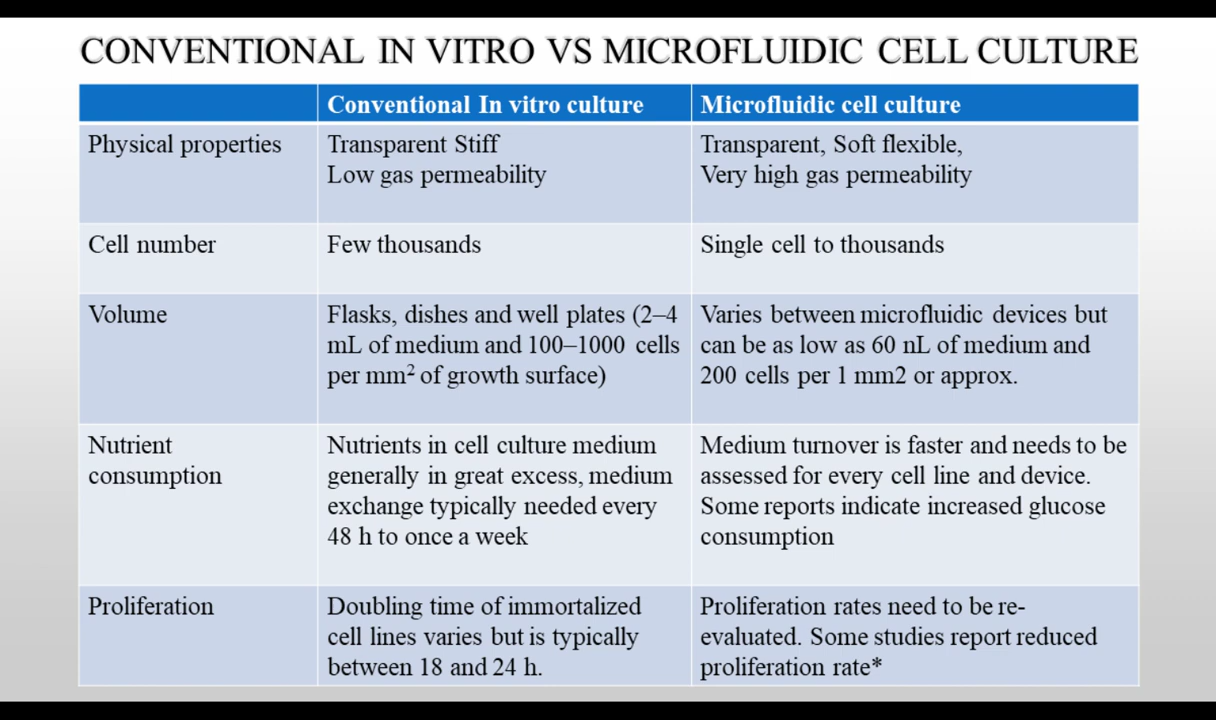 CONVENTIONAL IN VITRO VS MICROFLUIDIC CELL CULTURE
Conventional In vitro culture
Microfluidic cell culture
Physical properties
Transparent Stiff
Low gas permeability
Transparent, Soft flexible,
Very high gas permeability
Cell number
Few thousands
Single cell to thousands
Volume
Flasks, dishes and well plates (2–4
mL of medium and 100–1000 cells
per mm² of growth surface)
Varies between microfluidic devices but
can be as low as 60 nL of medium and
200 cells per 1 mm2 or approx.
Nutrient
consumption
Nutrients in cell culture medium
generally in great excess, medium
exchange typically needed every
48 h to once a week
Medium turnover is faster and needs to be
assessed for every cell line and device.
Some reports indicate increased glucose
consumption
Proliferation
Doubling time of immortalized
cell lines varies but is typically
between 18 and 24 h.
Proliferation rates need to be re-
evaluated. Some studies report reduced
proliferation rate*